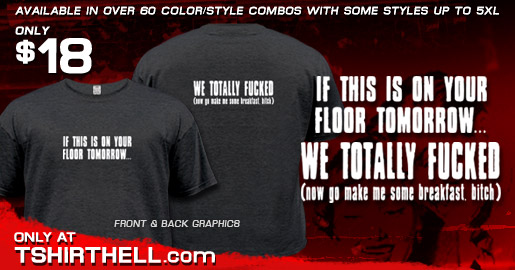 AVAILABLE IN OVER 60 COLOR/STYLE COMBOS WITH SOME STYLES UP TO 5XL
ONLY
$18
IF THIS IS ON YOUR
FLOOR TOMORROW...
WE TOTALLY FUCKED
(now go make me some breakfast, bitch)
IF THIS IS ON YOUR
FLOOR TOMORROW...
WE TOTALLY FUCKED
(now go make me some breakfast, bitch)
FRONT & BACK GRAPHICS
ONLY AT
TSHIRTHELL.com